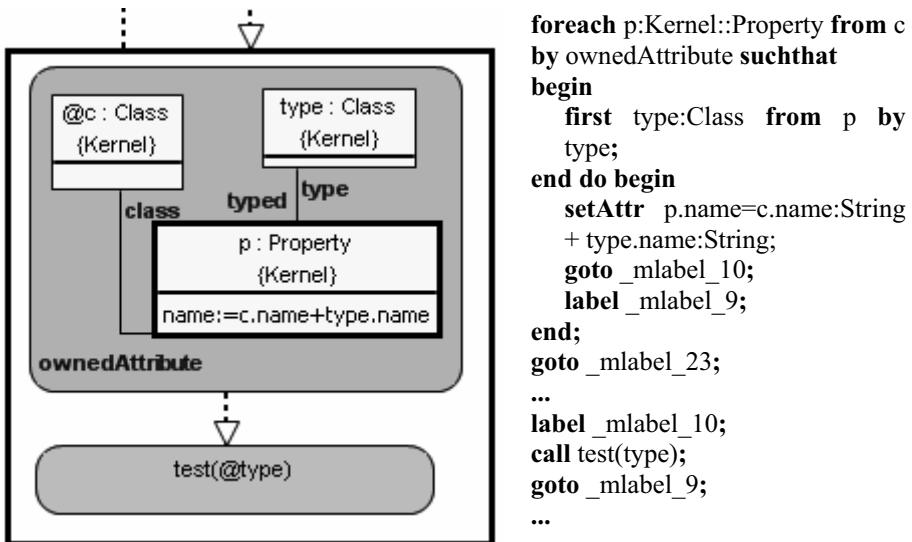 @c : Class
{Kernel}
type : Class
{Kernel}
class
typed
type
p : Property
{Kernel}
name:=c.name+type.name
ownedAttribute
test(@type)
foreach p:Kernel::Property from c
by ownedAttribute suchthat
begin
first type:Class from p by
type;
end do begin
setAttr p.name=c.name:String
+ type.name:String;
goto _mlabel_10;
label _mlabel_9;
end;
goto _mlabel_23;
...
label _mlabel_10;
call test(type);
goto _mlabel_9;
...